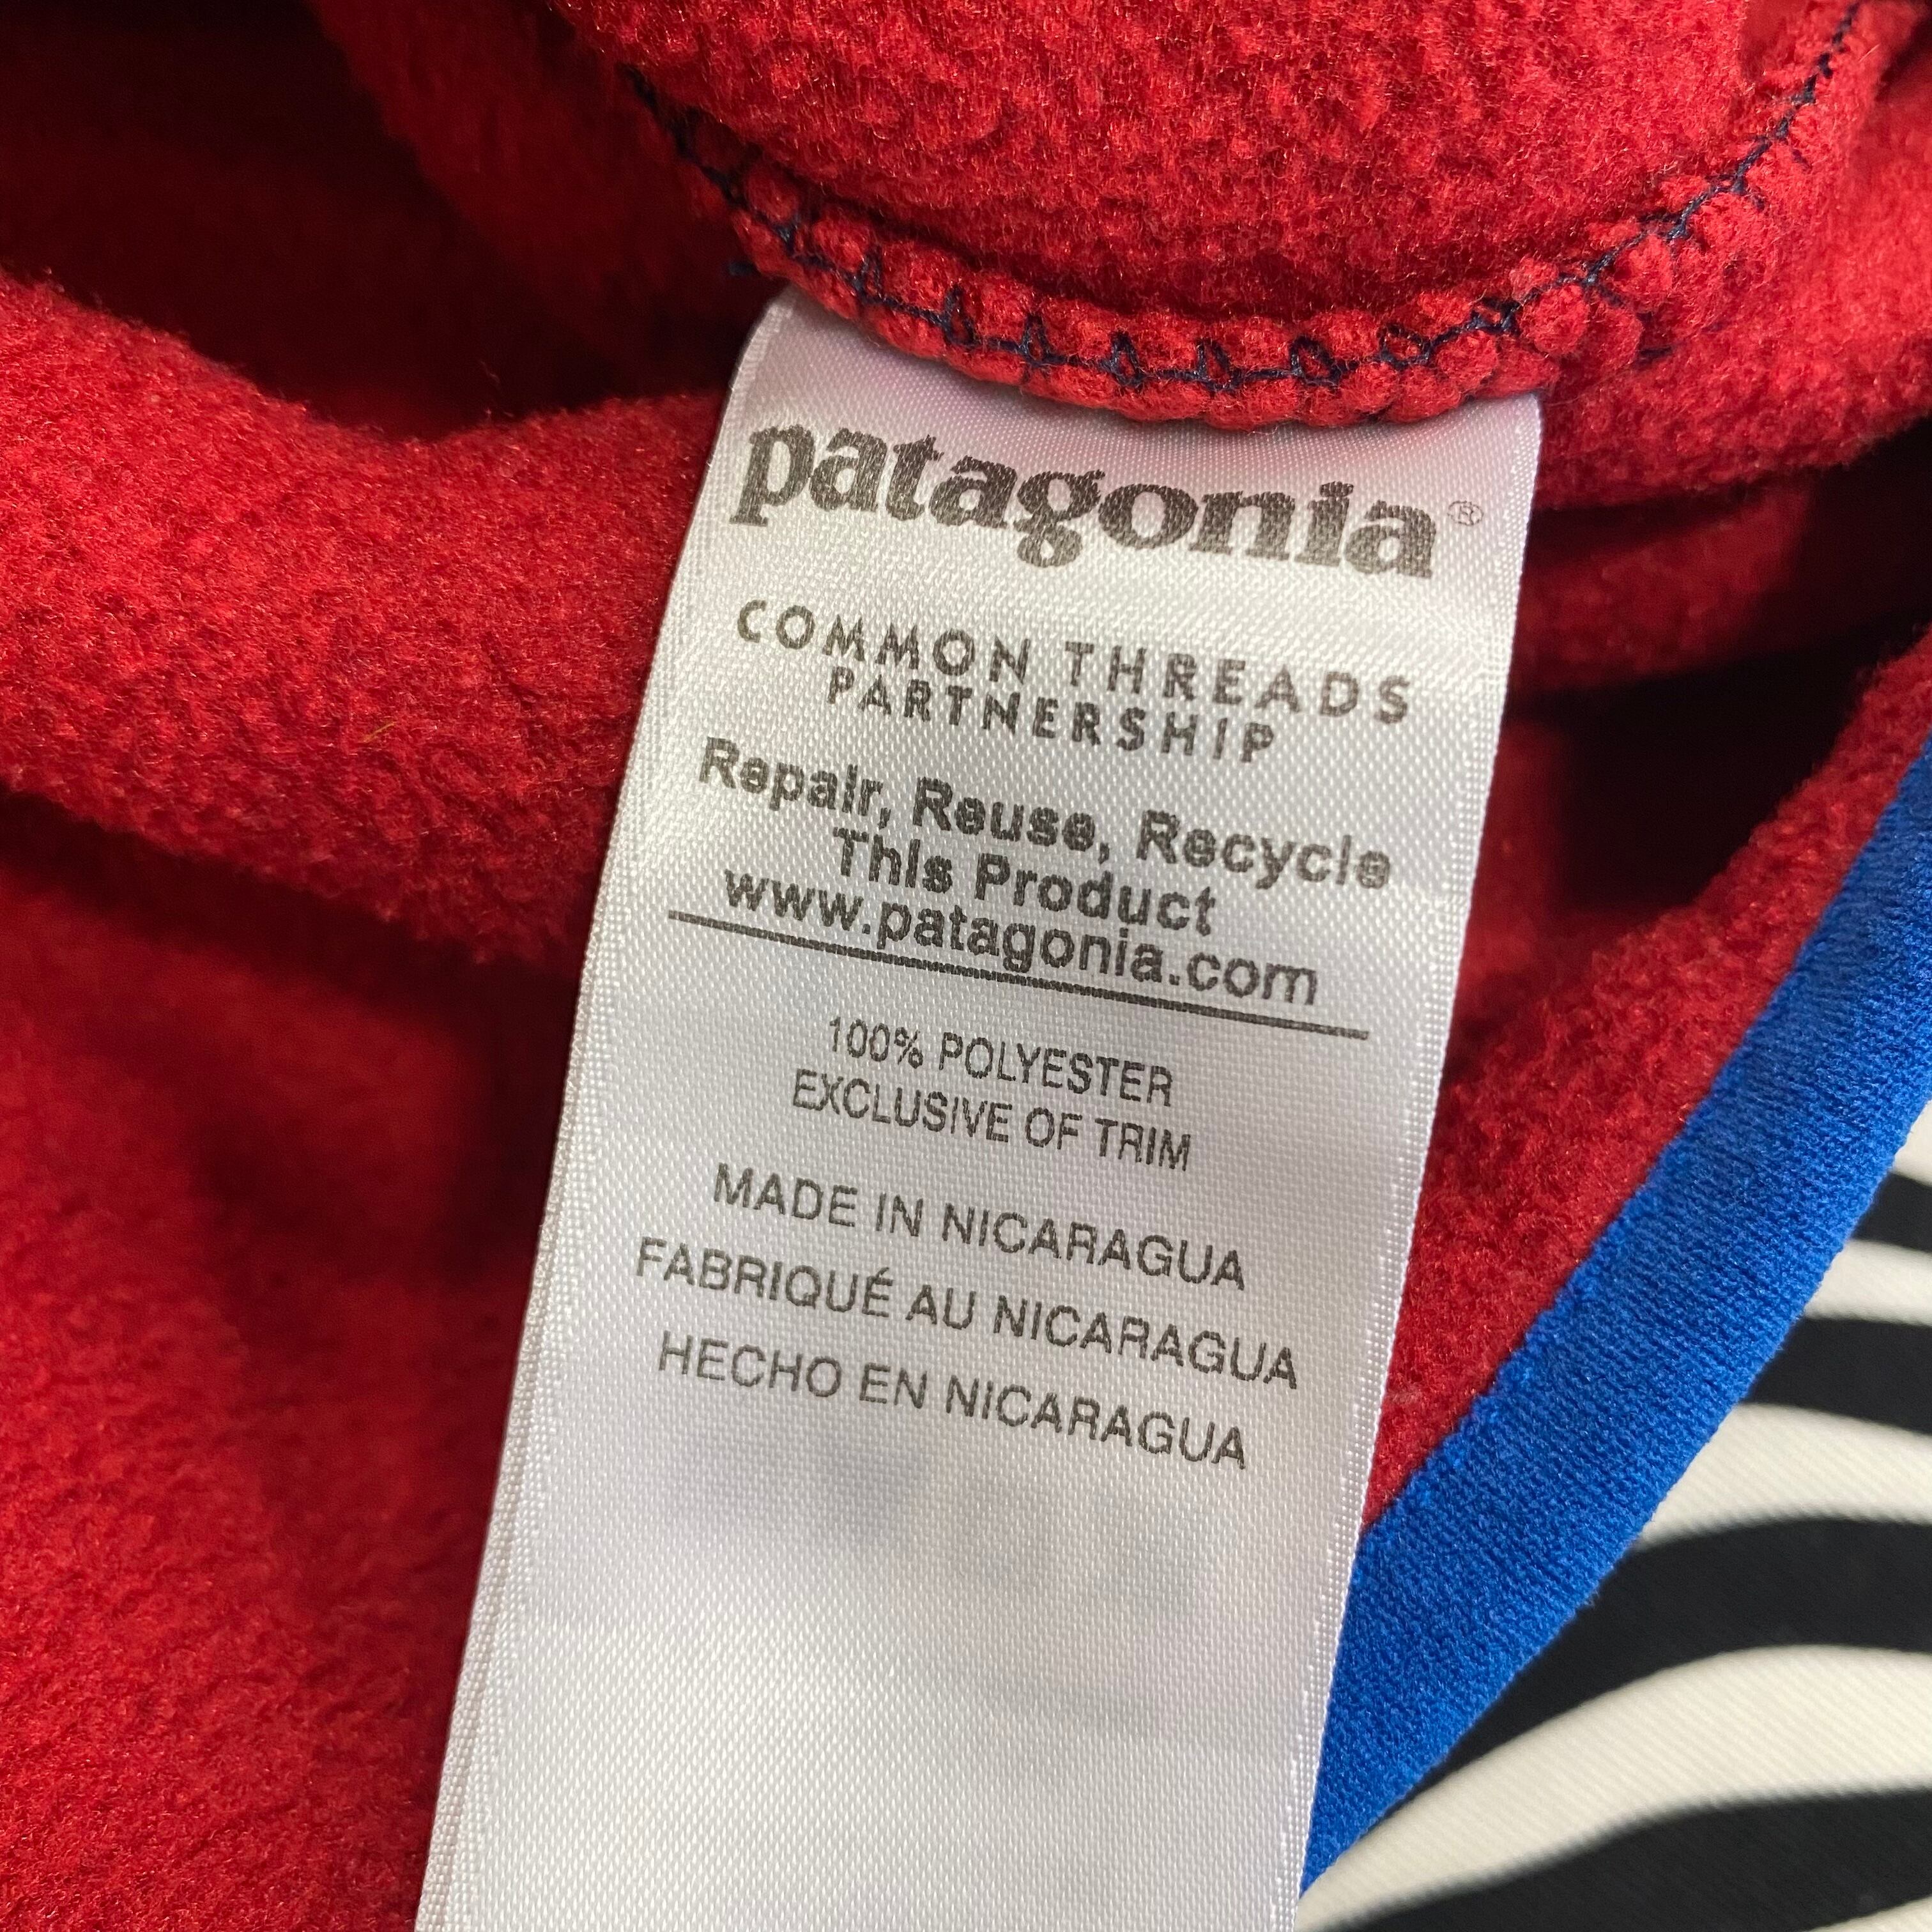 patagonia®
COMMON THREADS
PARTNERSHIP
Repair, Reuse, Recycle
This Product
www.patagonia.com
100% POLYESTER
EXCLUSIVE OF TRIM
MADE IN NICARAGUA
FABRIQUÉ AU NICARAGUA
HECHO EN NICARAGUA